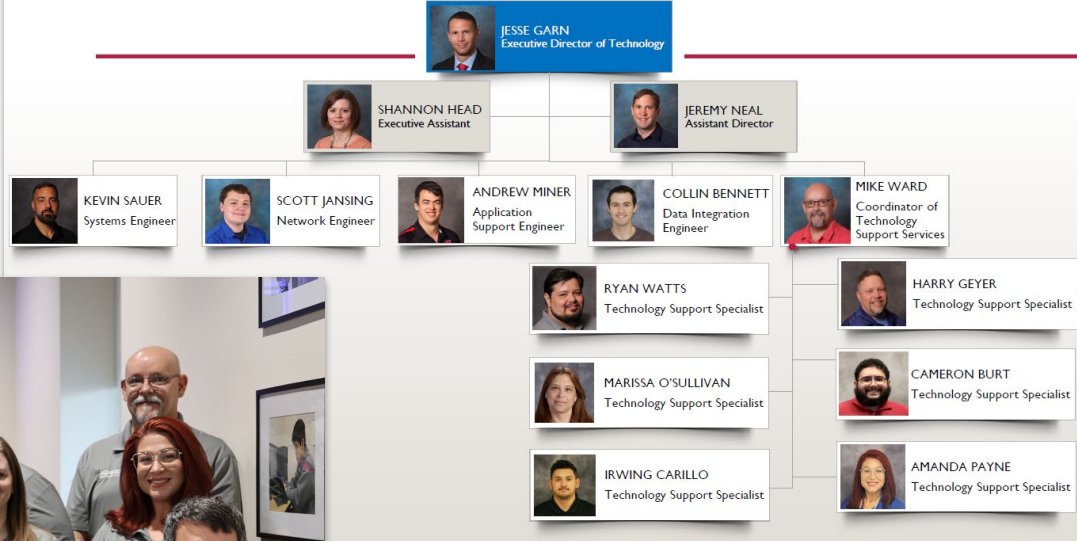 JESSE GARN
Executive Director of Technology
SHANNON HEAD
Executive Assistant
JEREMY NEAL
Assistant Director
KEVIN SAUER
Systems Engineer
SCOTT JANSING
Network Engineer
ANDREW MINER
Application
Support Engineer
COLLIN BENNETT
Data Integration
Engineer
MIKE WARD
Coordinator of
Technology
Support Services
RYAN WATTS
Technology Support Specialist
HARRY GEYER
Technology Support Specialist
MARISSA O'SULLIVAN
Technology Support Specialist
CAMERON BURT
Technology Support Specialist
IRWING CARILLO
Technology Support Specialist
AMANDA PAYNE
Technology Support Specialist